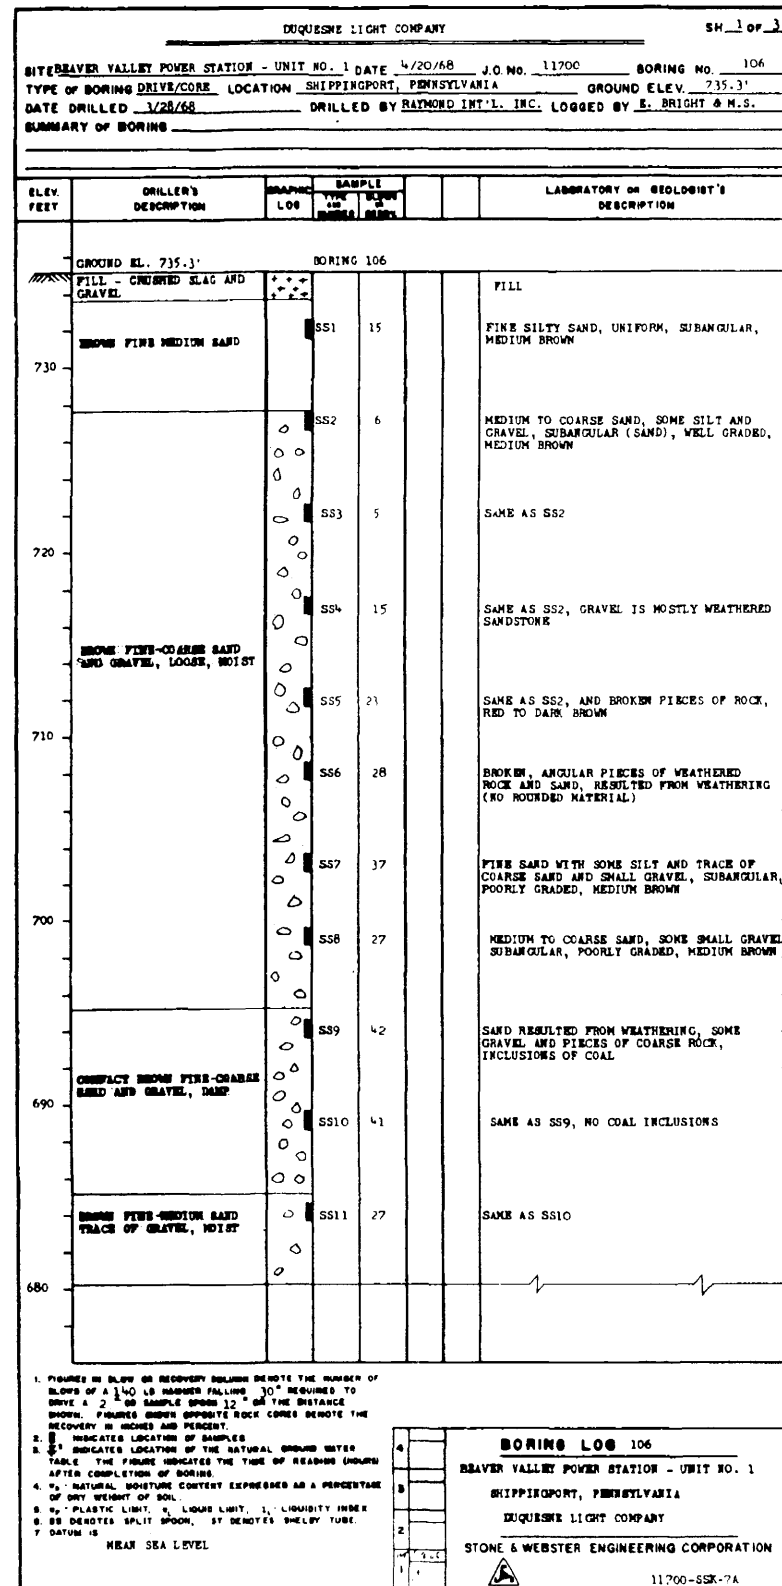 DUQUESNE LIGHT COMPANY SH 1 OF 3
SITE BEAVER VALLEY POWER STATION - UNIT NO. 1 DATE 4/20/68 J.O. NO. 11700 BORING NO. 106
TYPE OF BORING DRIVE/CORE LOCATION SHIPPINGPORT, PENNSYLVANIA GROUND ELEV. 735.3'
DATE DRILLED 3/28/68 DRILLED BY RAYMOND INT'L. INC. LOGGED BY E. BRIGHT & M.S.
SUMMARY OF BORING
ELEV. FEET
DRILLER'S DESCRIPTION
GRAPHIC LOG
SAMPLE
TYPE AND NUMBER
BLOWS OR RECOV.
LABORATORY OR GEOLOGIST'S DESCRIPTION
GROUND EL. 735.3' BORING 106
FILL - CRUSHED SLAG AND
GRAVEL
FILL
BROWN FINE MEDIUM SAND
SS1 15 FINE SILTY SAND, UNIFORM, SUBANGULAR,
MEDIUM BROWN
730
SS2 6 MEDIUM TO COARSE SAND, SOME SILT AND
GRAVEL, SUBANGULAR (SAND), WELL GRADED,
MEDIUM BROWN
SS3 5 SAME AS SS2
720
SS4 15 SAME AS SS2, GRAVEL IS MOSTLY WEATHERED
SANDSTONE
BROWN FINE-COARSE SAND
AND GRAVEL, LOOSE, MOIST
SS5 23 SAME AS SS2, AND BROKEN PIECES OF ROCK,
RED TO DARK BROWN
710
SS6 28 BROKEN, ANGULAR PIECES OF WEATHERED
ROCK AND SAND, RESULTED FROM WEATHERING
(NO ROUNDED MATERIAL)
SS7 37 FINE SAND WITH SOME SILT AND TRACE OF
COARSE SAND AND SMALL GRAVEL, SUBANGULAR,
POORLY GRADED, MEDIUM BROWN
700
SS8 27 MEDIUM TO COARSE SAND, SOME SMALL GRAVEL
SUBANGULAR, POORLY GRADED, MEDIUM BROWN
SS9 42 SAND RESULTED FROM WEATHERING, SOME
GRAVEL AND PIECES OF COARSE ROCK,
INCLUSIONS OF COAL
COMPACT BROWN FINE-COARSE
SAND AND GRAVEL, DAMP
690
SS10 41 SAME AS SS9, NO COAL INCLUSIONS
BROWN FINE-MEDIUM SAND
TRACE OF GRAVEL, MOIST
SS11 27 SAME AS SS10
680
1. FIGURES IN BLOW OR RECOVERY COLUMN DENOTE THE NUMBER OF
BLOWS OF A 140 LB HAMMER FALLING 30" REQUIRED TO
DRIVE A 2" OD SAMPLE SPOON 12" OR THE DISTANCE
SHOWN. FIGURES SHOWN OPPOSITE ROCK CORES DENOTE THE
RECOVERY IN INCHES AND PERCENT.
2. INDICATES LOCATION OF SAMPLES
3. INDICATES LOCATION OF THE NATURAL GROUND WATER
TABLE THE FIGURE INDICATES THE TIME OF READING (HOURS)
AFTER COMPLETION OF BORING.
4. NATURAL MOISTURE CONTENT EXPRESSED AS A PERCENTAGE
OF DRY WEIGHT OF SOIL.
5. PLASTIC LIMIT, LIQUID LIMIT, LIQUIDITY INDEX
6. SS DENOTES SPLIT SPOON, ST DENOTES SHELBY TUBE.
7 DATUM IS
MEAN SEA LEVEL
4
3
2
1
BORING LOG 106
BEAVER VALLEY POWER STATION - UNIT NO. 1
SHIPPINGPORT, PENNSYLVANIA
DUQUESNE LIGHT COMPANY
STONE & WEBSTER ENGINEERING CORPORATION
11700-SSK-7A